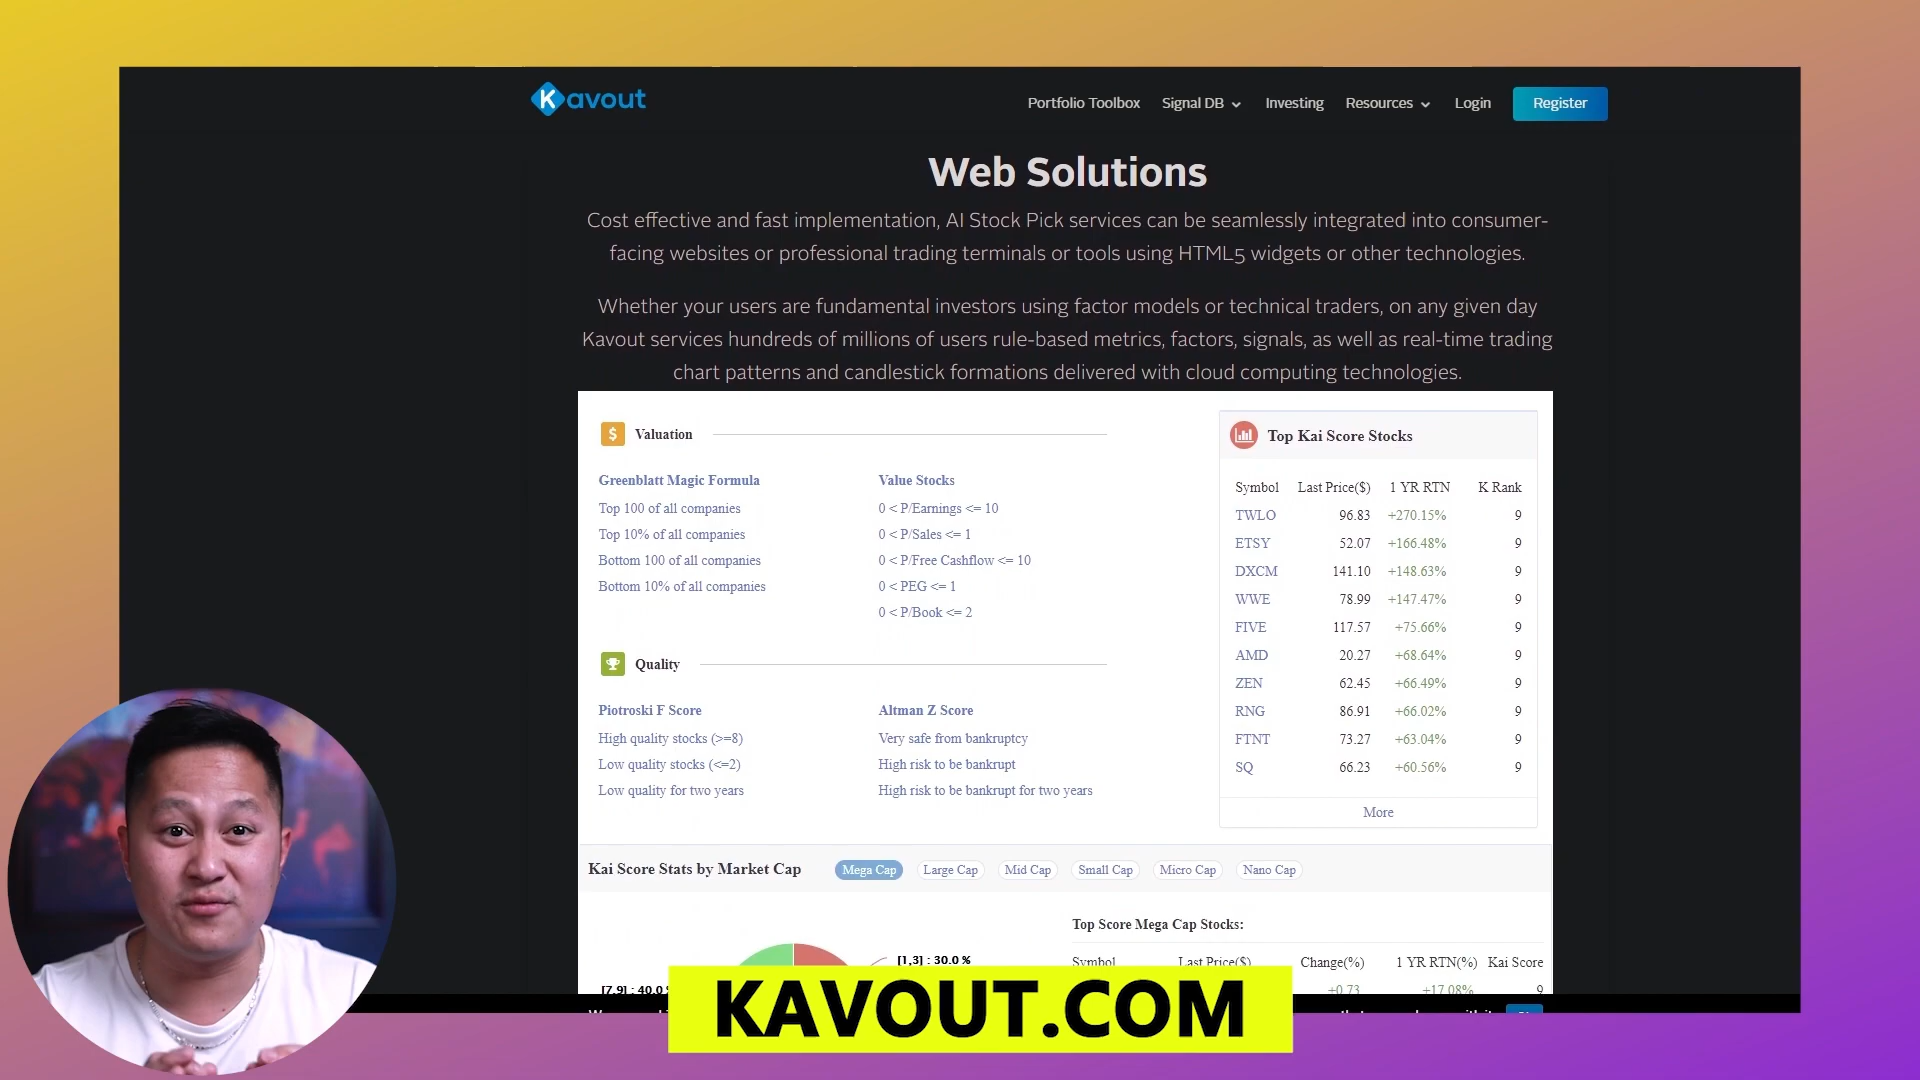 Kavout
Portfolio Toolbox Signal DB Investing Resources Login Register
Web Solutions
Cost effective and fast implementation, AI Stock Pick services can be seamlessly integrated into consumer-
facing websites or professional trading terminals or tools using HTML5 widgets or other technologies.
Whether your users are fundamental investors using factor models or technical traders, on any given day
Kavout services hundreds of millions of users rule-based metrics, factors, signals, as well as real-time trading
chart patterns and candlestick formations delivered with cloud computing technologies.
$ Valuation
Greenblatt Magic Formula
Top 100 of all companies
Top 10% of all companies
Bottom 100 of all companies
Bottom 10% of all companies
Value Stocks
0 < P/Earnings <= 10
0 < P/Sales <= 1
0 < P/Free Cashflow <= 10
0 < PEG <= 1
0 < P/Book <= 2
Quality
Piotroski F Score
High quality stocks (>=8)
Low quality stocks (<=2)
Low quality for two years
Altman Z Score
Very safe from bankruptcy
High risk to be bankrupt
High risk to be bankrupt for two years
Top Kai Score Stocks
Symbol Last Price($) 1 YR RTN K Rank
TWLO 96.83 +270.15% 9
ETSY 52.07 +166.48% 9
DXCM 141.10 +148.63% 9
WWE 78.99 +147.47% 9
FIVE 117.57 +75.66% 9
AMD 20.27 +68.64% 9
ZEN 62.45 +66.49% 9
RNG 86.91 +66.02% 9
FTNT 73.27 +63.04% 9
SQ 66.23 +60.56% 9
More
Kai Score Stats by Market Cap Mega Cap Large Cap Mid Cap Small Cap Micro Cap Nano Cap
[1,3] : 30.0 %
[7,9] : 40.0
Top Score Mega Cap Stocks:
Symbol Last Price($) Change(%) 1 YR RTN(%) Kai Score
+0.73 +17.08% 9
KAVOUT.COM